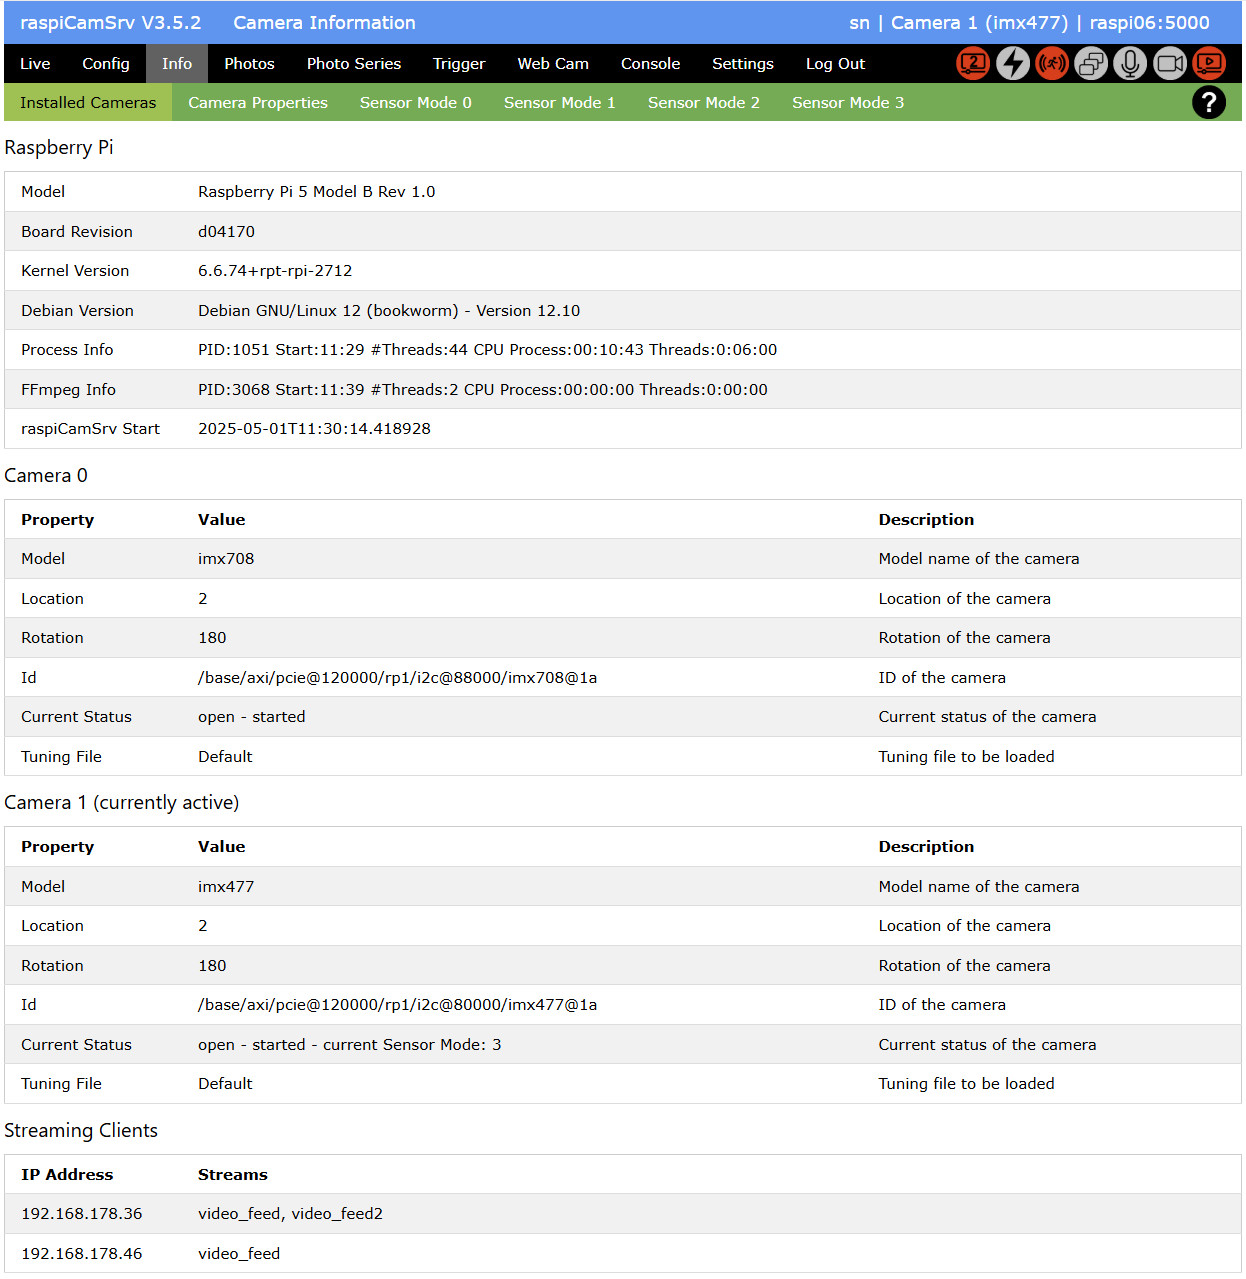 raspiCamSrv V3.5.2 Camera Information sn | Camera 1 (imx477) | raspi06:5000
Live Config Info Photos Photo Series Trigger Web Cam Console Settings Log Out 2
Installed Cameras Camera Properties Sensor Mode 0 Sensor Mode 1 Sensor Mode 2 Sensor Mode 3 ?
Raspberry Pi
Model Raspberry Pi 5 Model B Rev 1.0
Board Revision d04170
Kernel Version 6.6.74+rpt-rpi-2712
Debian Version Debian GNU/Linux 12 (bookworm) - Version 12.10
Process Info PID:1051 Start:11:29 #Threads:44 CPU Process:00:10:43 Threads:0:06:00
FFmpeg Info PID:3068 Start:11:39 #Threads:2 CPU Process:00:00:00 Threads:0:00:00
raspiCamSrv Start 2025-05-01T11:30:14.418928
Camera 0
Property Value Description
Model imx708 Model name of the camera
Location 2 Location of the camera
Rotation 180 Rotation of the camera
Id /base/axi/pcie@120000/rp1/i2c@88000/imx708@1a ID of the camera
Current Status open - started Current status of the camera
Tuning File Default Tuning file to be loaded
Camera 1 (currently active)
Property Value Description
Model imx477 Model name of the camera
Location 2 Location of the camera
Rotation 180 Rotation of the camera
Id /base/axi/pcie@120000/rp1/i2c@80000/imx477@1a ID of the camera
Current Status open - started - current Sensor Mode: 3 Current status of the camera
Tuning File Default Tuning file to be loaded
Streaming Clients
IP Address Streams
192.168.178.36 video_feed, video_feed2
192.168.178.46 video_feed